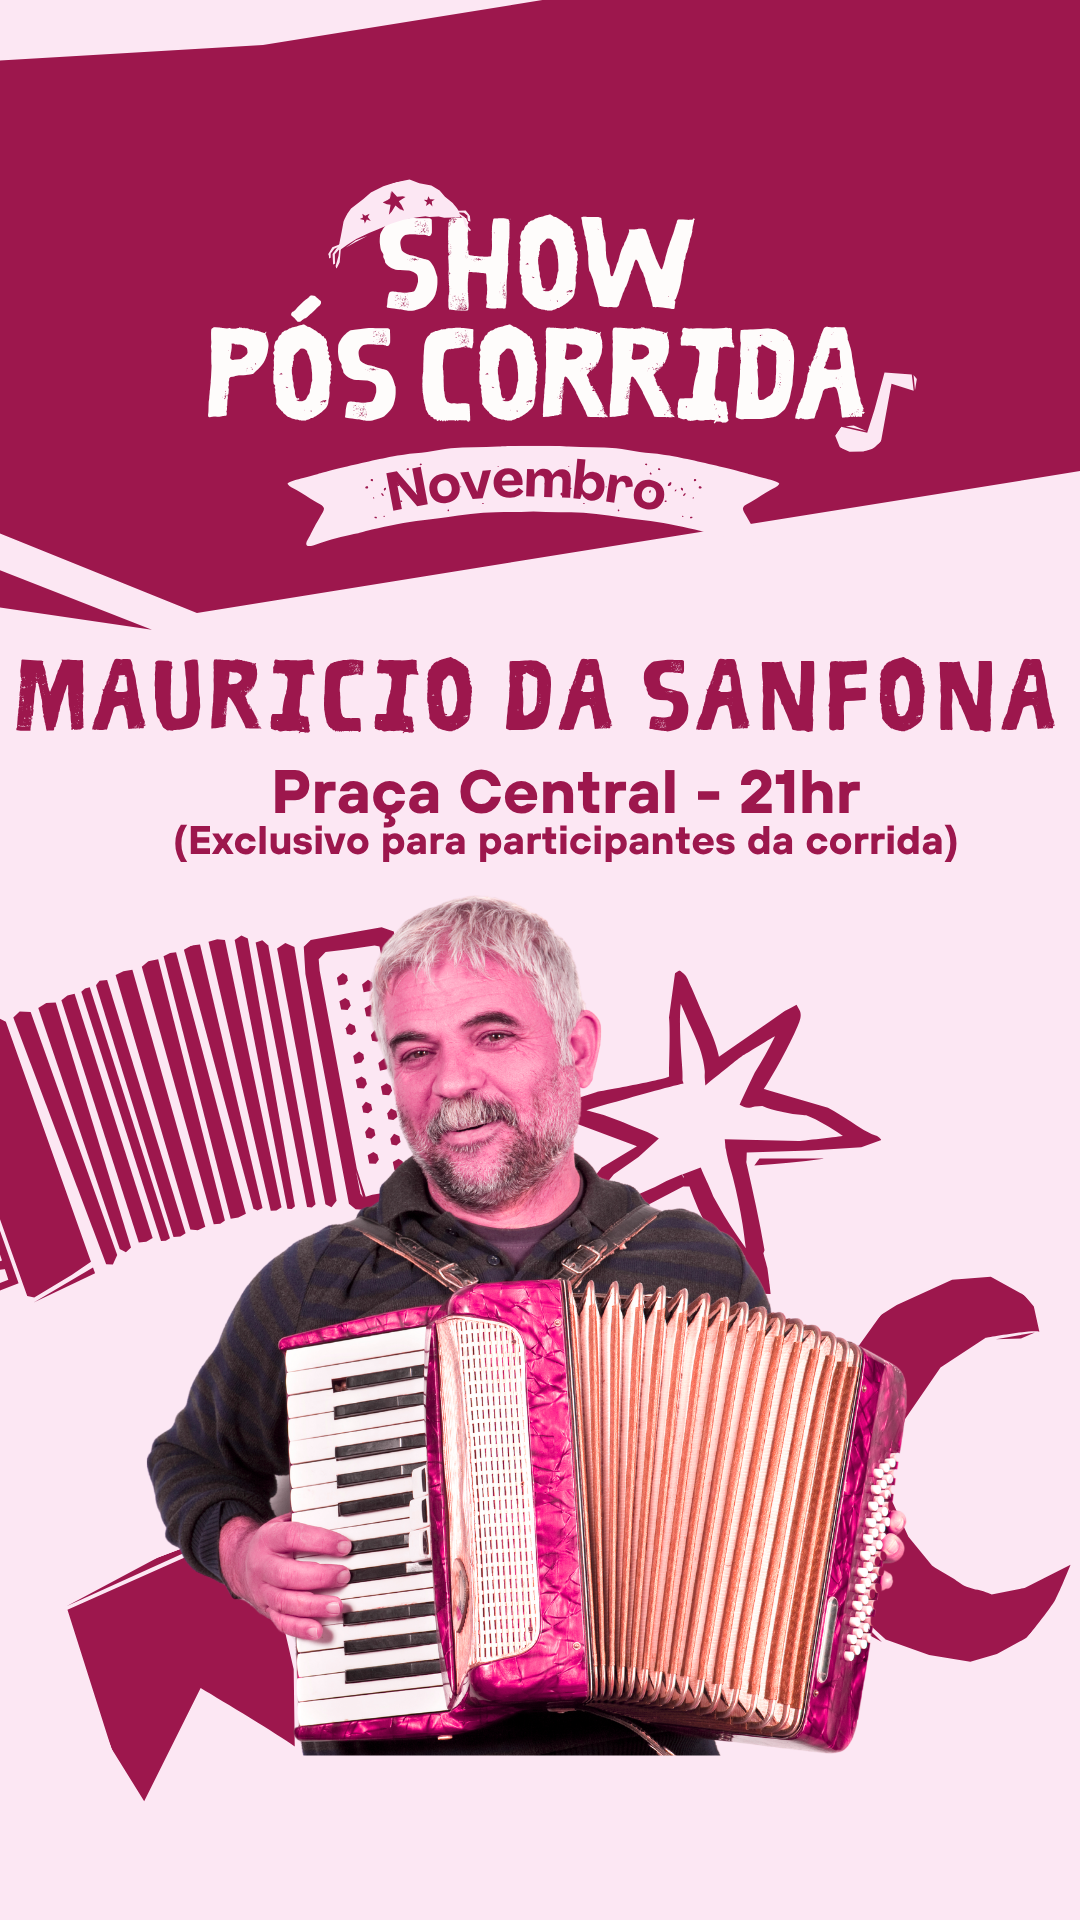 SHOW
PÓS CORRIDA
Novembro
MAURICIO DA SANFONA
Praça Central - 21hr
(Exclusivo para participantes da corrida)